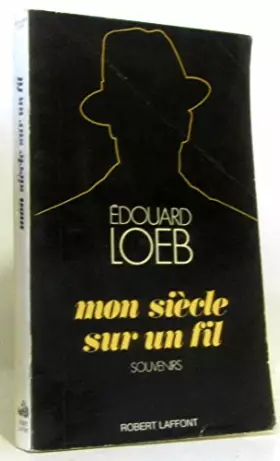 ÉDOUARD
LOEB
mon siècle
sur un fil
SOUVENIRS
ROBERT LAFFONT
mon siècle sur un fil